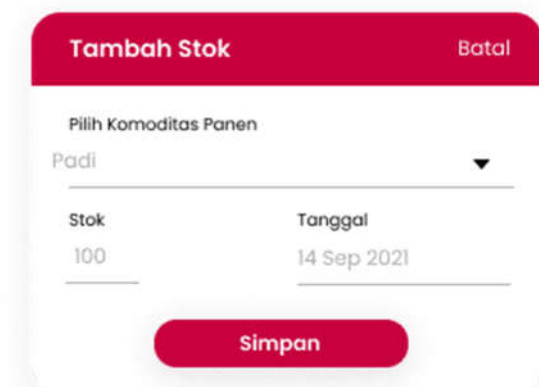 Tambah Stok Batal
Pilih Komoditas Panen
Padi
Stok Tanggal
100 14 Sep 2021
Simpan